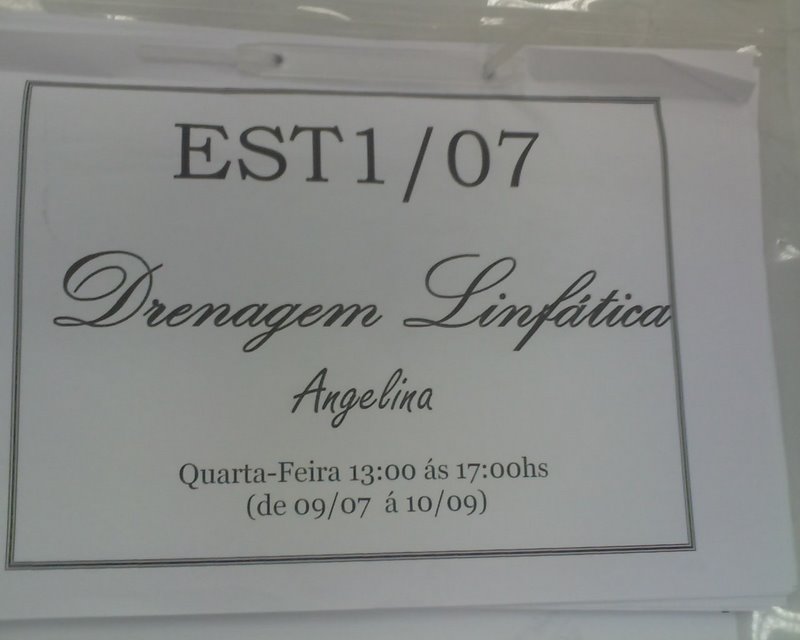 EST1/07
Drenagem Linfática
Angelina
Quarta-Feira 13:00 ás 17:00hs
(de 09/07 á 10/09)